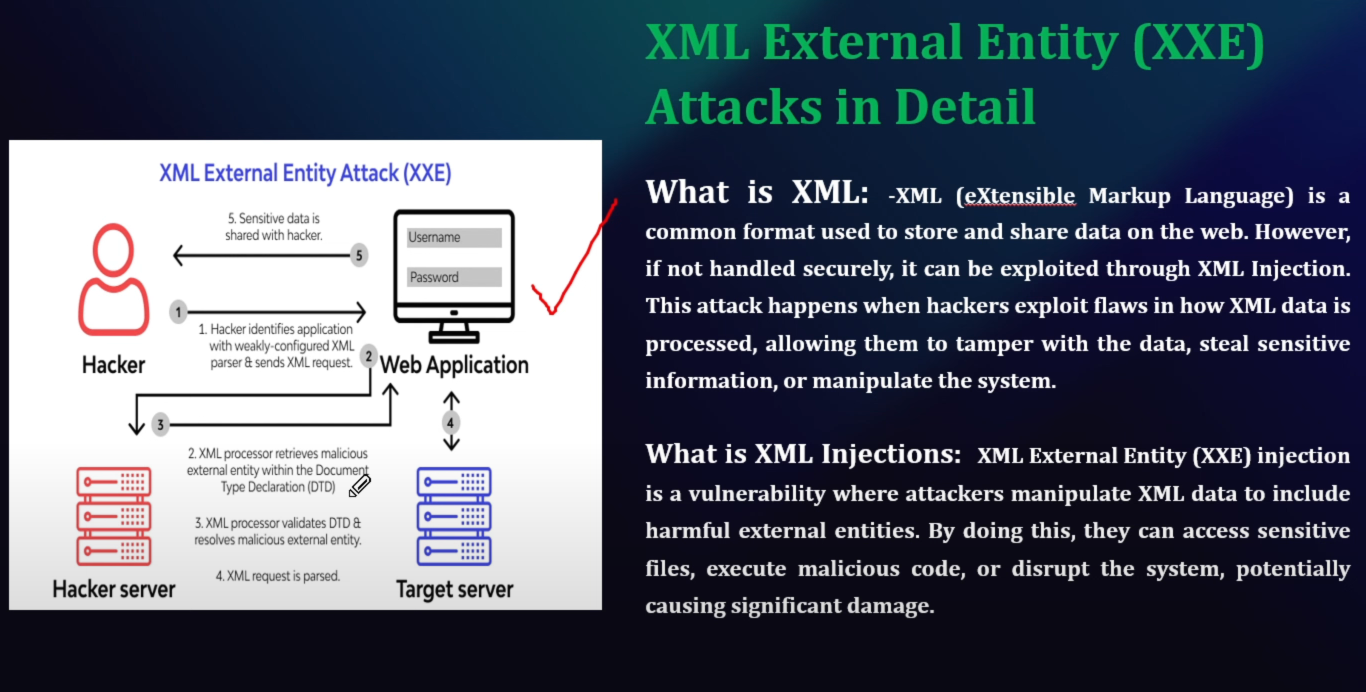 XML External Entity (XXE)
Attacks in Detail
XML External Entity Attack (XXE)
5. Sensitive data is
shared with hacker.
5
Username
Password
1
1. Hacker identifies application
with weakly-configured XML
parser & sends XML request.
2
Hacker
Web Application
3
4
2. XML processor retrieves malicious
external entity within the Document
Type Declaration (DTD)
3. XML processor validates DTD &
resolves malicious external entity.
4. XML request is parsed.
Hacker server
Target server
What is XML: -XML (eXtensible Markup Language) is a
common format used to store and share data on the web. However,
if not handled securely, it can be exploited through XML Injection.
This attack happens when hackers exploit flaws in how XML data is
processed, allowing them to tamper with the data, steal sensitive
information, or manipulate the system.
What is XML Injections: XML External Entity (XXE) injection
is a vulnerability where attackers manipulate XML data to include
harmful external entities. By doing this, they can access sensitive
files, execute malicious code, or disrupt the system, potentially
causing significant damage.